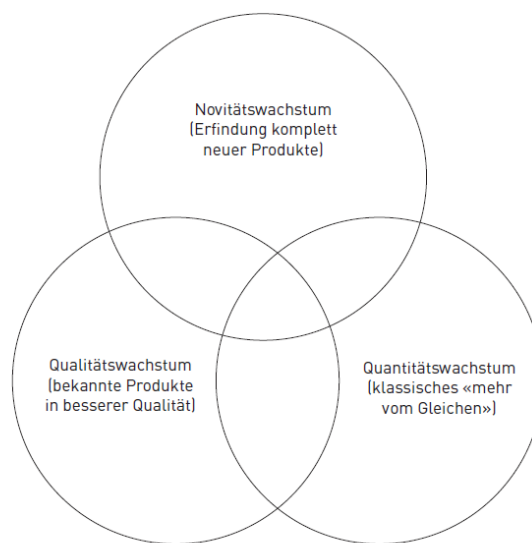 Novitätswachstum
(Erfindung komplett
neuer Produkte)
Qualitätswachstum
(bekannte Produkte
in besserer Qualität)
Quantitätswachstum
(klassisches «mehr
vom Gleichen»)